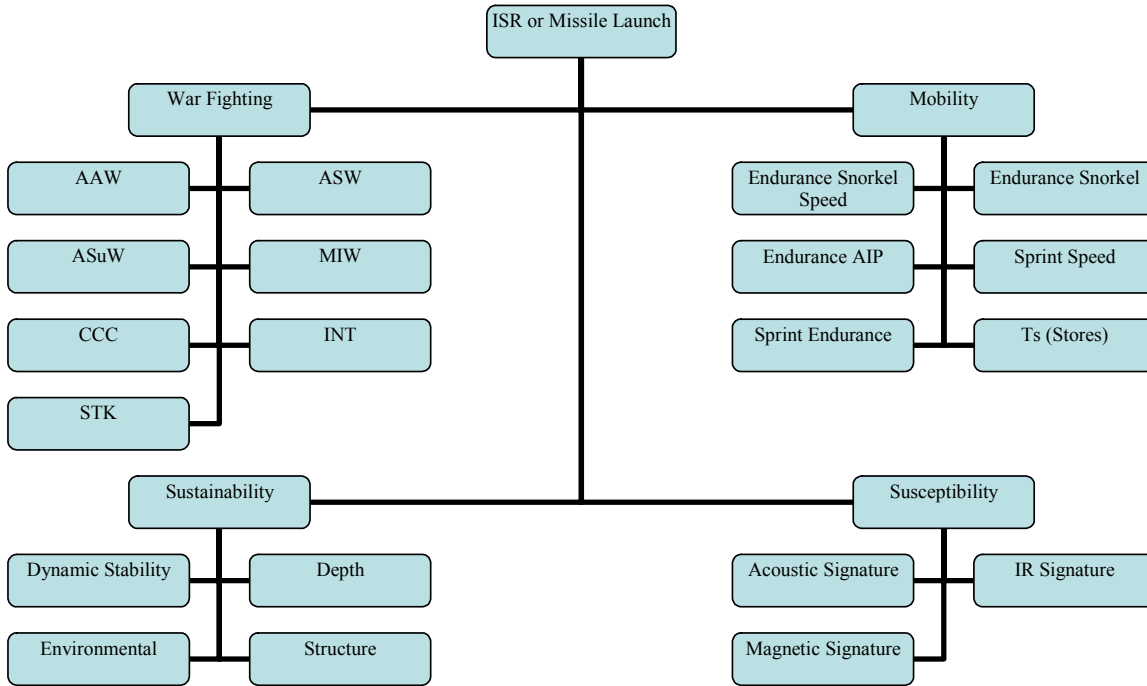 ISR or Missile Launch
War Fighting
Mobility
AAW
ASW
Endurance Snorkel
Speed
Endurance Snorkel
ASuW
MIW
Endurance AIP
Sprint Speed
CCC
INT
Sprint Endurance
Ts (Stores)
STK
Sustainability
Susceptibility
Dynamic Stability
Depth
Acoustic Signature
IR Signature
Environmental
Structure
Magnetic Signature